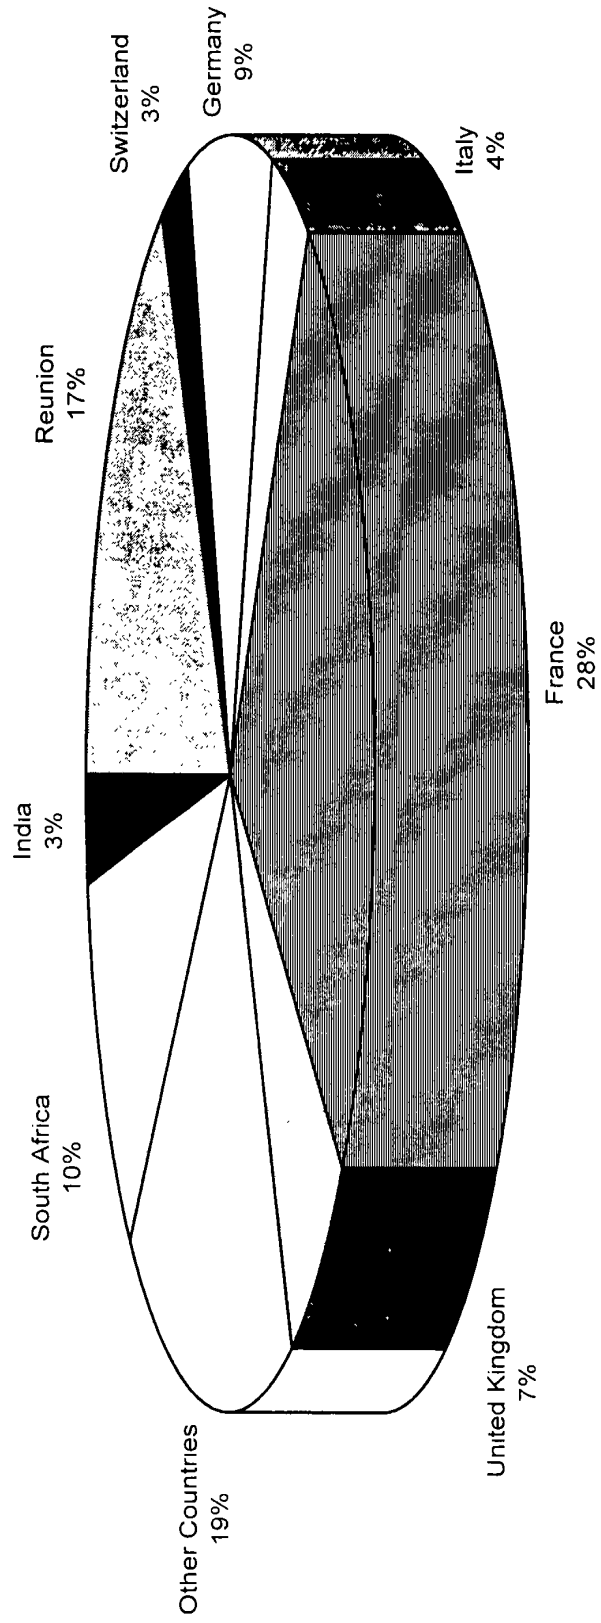 Switzerland
3%
Germany
9%
Italy
4%
Reunion
17%
France
28%
India
3%
South Africa
10%
United Kingdom
7%
Other Countries
19%